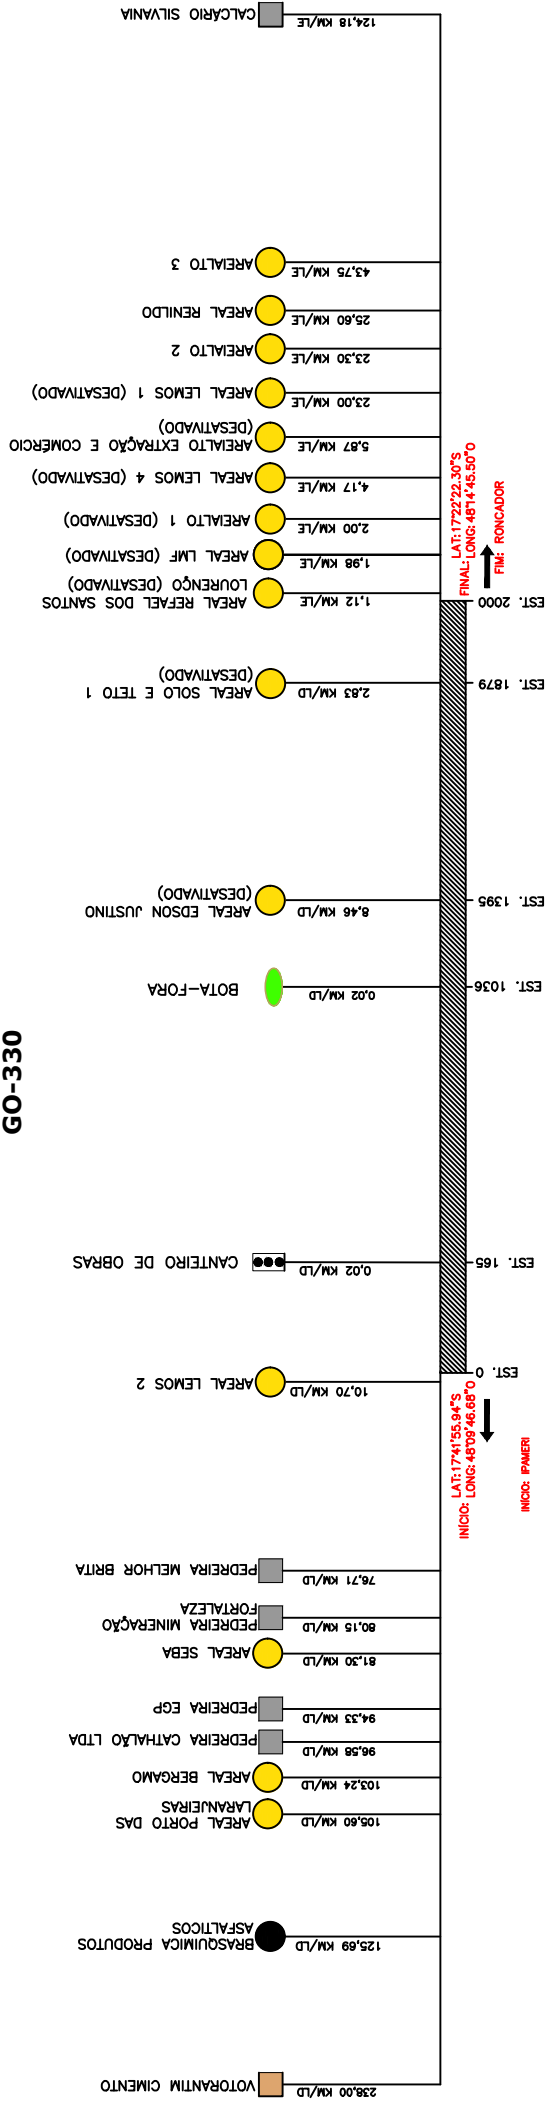 CALCÁRIO SILVANIA
124,18 KM/LE
AREIALTO 3
43,75 KM/LE
AREAL RENILDO
25,60 KM/LE
AREIALTO 2
23,30 KM/LE
AREAL LEMOS 1 (DESATIVADO)
23,00 KM/LE
AREIALTO EXTRAÇÃO E COMÉRCIO
(DESATIVADO)
5,87 KM/LE
AREAL LEMOS 4 (DESATIVADO)
4,17 KM/LE
AREIALTO 1 (DESATIVADO)
2,00 KM/LE
AREAL LMF (DESATIVADO)
1,98 KM/LE
AREAL REFAEL DOS SANTOS
LOURENÇO (DESATIVADO)
1,12 KM/LE
FINAL: LAT:17°22'22.30"S
LONG: 48°14'45.50"O
FIM: RONCADOR
EST. 2000
AREAL SOLO E TETO 1
(DESATIVADO)
2,83 KM/LD
EST. 1879
AREAL EDSON JUSTINO
(DESATIVADO)
8,46 KM/LD
EST. 1395
BOTA-FORA
0,02 KM/LD
EST. 1036
GO-330
CANTEIRO DE OBRAS
0,02 KM/LD
EST. 165
EST. 0
AREAL LEMOS 2
10,70 KM/LD
INÍCIO: LAT:17°41'55.94"S
LONG: 48°09'46.68"O
INÍCIO: IPAMERI
PEDREIRA MELHOR BRITA
76,71 KM/LD
PEDREIRA MINERAÇÃO
FORTALEZA
80,15 KM/LD
AREAL SEBA
81,30 KM/LD
PEDREIRA EGP
94,33 KM/LD
PEDREIRA CATHALÃO LTDA
96,58 KM/LD
AREAL BERGAMO
103,24 KM/LD
AREAL PORTO DAS
LARANJEIRAS
105,60 KM/LD
BRASQUIMICA PRODUTOS
ASFALTICOS
125,69 KM/LD
VOTORANTIM CIMENTO
238,00 KM/LD